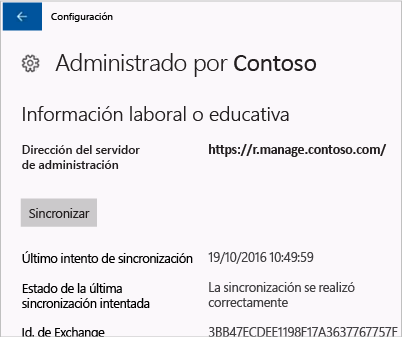 Configuración
Administrado por Contoso
Información laboral o educativa
Dirección del servidor
de administración
https://r.manage.contoso.com/
Sincronizar
Último intento de sincronización
19/10/2016 10:49:59
Estado de la última
sincronización intentada
La sincronización se realizó
correctamente
Id. de Exchange
3BB47ECDEE1198F17A3637767757F